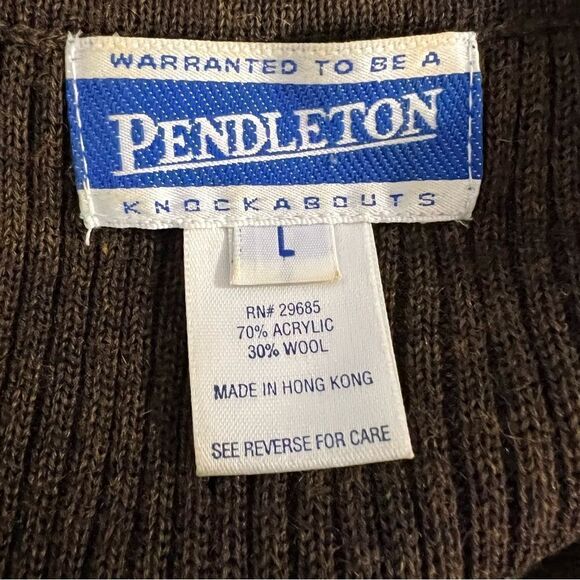 WARRANTED TO BE A
PENDLETON
KNOCKABOUTS
L
RN# 29685
70% ACRYLIC
30% WOOL
MADE IN HONG KONG
SEE REVERSE FOR CARE